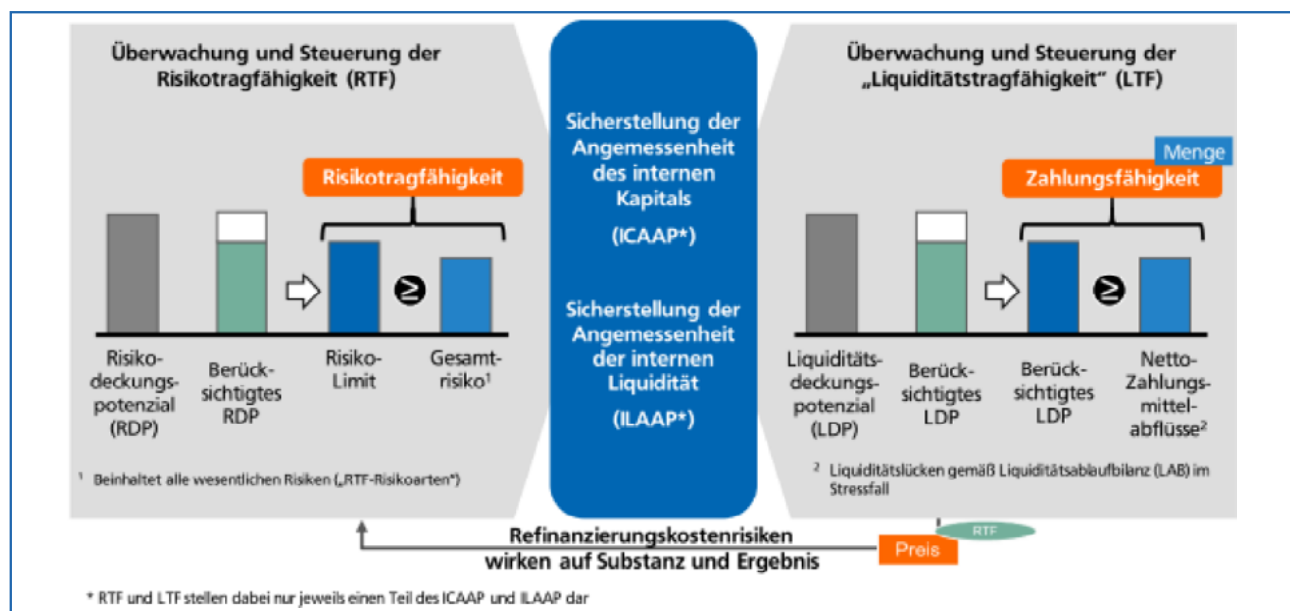 Überwachung und Steuerung der
Risikotragfähigkeit (RTF)
Risikotragfähigkeit
≥
Risiko-
deckungs-
potenzial
(RDP)
Berück-
sichtigtes
RDP
Risiko-
Limit
Gesamt-
risiko¹
¹ Beinhaltet alle wesentlichen Risiken („RTF-Risikoarten“)
Sicherstellung der
Angemessenheit
des internen
Kapitals
(ICAAP*)
Sicherstellung der
Angemessenheit
der internen
Liquidität
(ILAAP*)
Überwachung und Steuerung der
„Liquiditätstragfähigkeit“ (LTF)
Menge
Zahlungsfähigkeit
≥
Liquiditäts-
deckungs-
potenzial
(LDP)
Berück-
sichtigtes
LDP
Berück-
sichtigtes
LDP
Netto-
Zahlungs-
mittel-
abflüsse²
² Liquiditätslücken gemäß Liquiditätsablaufbilanz (LAB) im
Stressfall
RTF
Preis
Refinanzierungskostenrisiken
wirken auf Substanz und Ergebnis
* RTF und LTF stellen dabei nur jeweils einen Teil des ICAAP und ILAAP dar